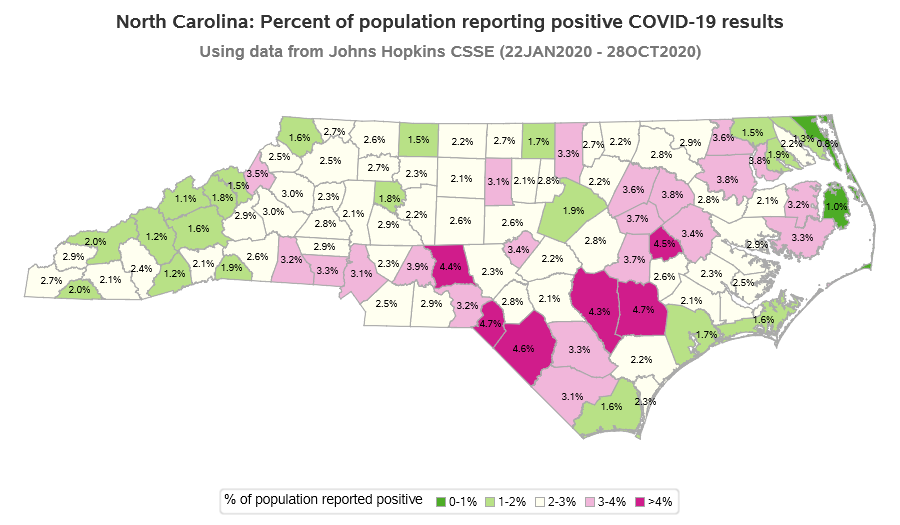 North Carolina: Percent of population reporting positive COVID-19 results
Using data from Johns Hopkins CSSE (22JAN2020 - 28OCT2020)
1.6% 2.7% 2.6% 1.5% 2.2% 2.7% 1.7% 3.3% 2.7% 2.2% 2.8% 2.9% 3.6% 1.5% 2.2% 1.3% 0.8%
3.5% 2.5% 2.5% 2.7% 2.3% 2.1% 3.1% 2.1% 2.8% 2.2% 3.6% 3.8% 3.8% 3.8% 1.9%
1.1% 1.8% 1.5% 3.0% 2.3% 1.8% 1.9% 2.8% 2.1% 3.2% 1.0%
2.0% 1.2% 1.6% 2.9% 3.0% 2.8% 2.1% 2.9% 2.2% 2.6% 2.6% 3.7% 3.4% 3.3%
2.9% 2.4% 2.1% 1.9% 2.6% 2.9% 3.4% 2.8% 4.5% 2.9%
2.7% 2.0% 2.1% 1.2% 3.2% 3.3% 3.1% 2.3% 3.9% 4.4% 2.3% 2.2% 3.7% 2.6% 2.3% 2.5%
2.5% 2.9% 3.2% 2.8% 2.1% 4.3% 4.7% 2.1% 1.6%
4.7% 1.7%
4.6% 3.3% 2.2%
3.1% 1.6% 2.3%
% of population reported positive 0-1% 1-2% 2-3% 3-4% >4%